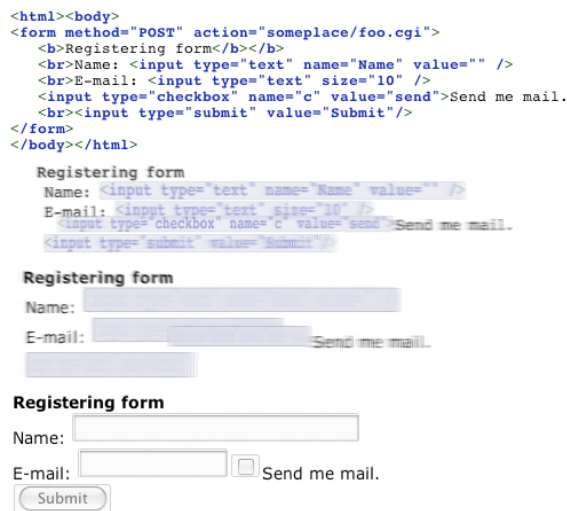 <html><body>
<form method="POST" action="someplace/foo.cgi">
<b>Registering form</b></b>
<br>Name: <input type="text" name="Name" value="" />
<br>E-mail: <input type="text" size="10" />
<input type="checkbox" name="c" value="send">Send me mail.
<br><input type="submit" value="Submit"/>
</form>
</body></html>
Registering form
Name: <input type="text" name="Name" value="" />
E-mail: <input type="text" size="10" />
<input type="checkbox" name="c" value="send">Send me mail.
<input type="submit" value="Submit"/>
Registering form
Name:
E-mail: Send me mail.
Registering form
Name:
E-mail: Send me mail.
Submit